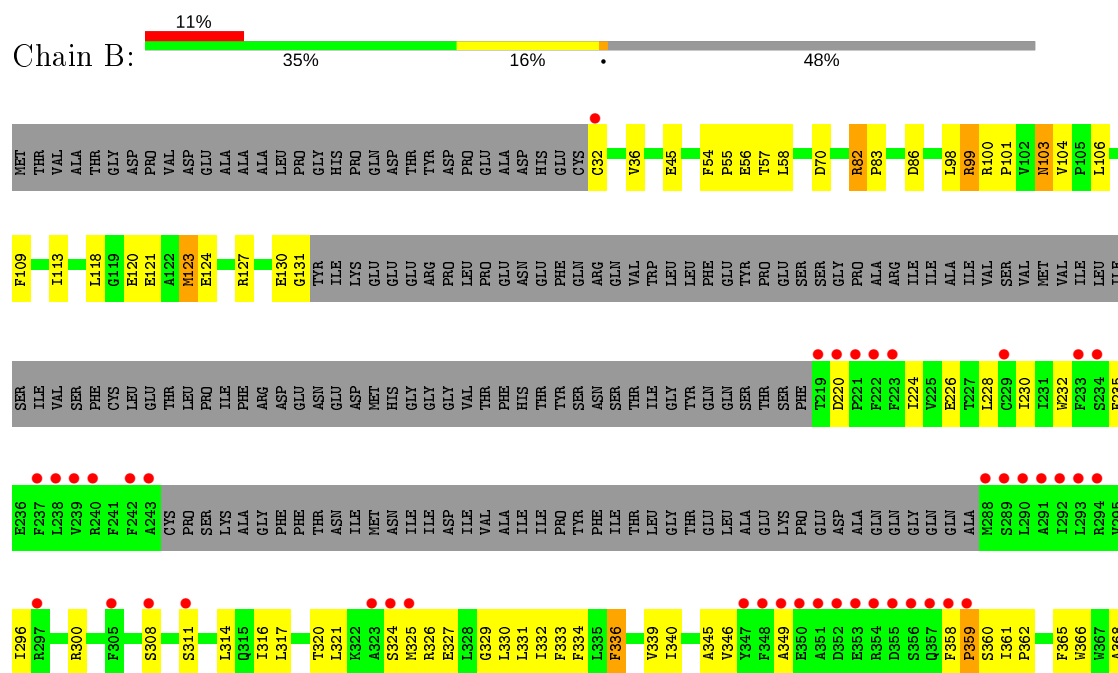 11%
Chain B:
35% 16% • 48%
MET THR VAL ALA THR GLY ASP PRO VAL ASP GLU ALA ALA ALA LEU PRO GLY HIS PRO GLN ASP THR TYR ASP PRO GLU ALA ASP HIS GLU CYS C32 V36 E45 F54 P55 E56 T57 L58 D70 R82 P83 D86 L98 R99 R100 P101 V102 N103 V104 P105 L106
F109 I113 L118 G119 E120 E121 A122 M123 E124 R127 E130 G131 TYR ILE LYS GLU GLU GLU ARG PRO LEU PRO GLU ASN GLU PHE GLN ARG GLN VAL TRP LEU LEU PHE GLU TYR PRO GLU SER SER GLY PRO ALA ARG ILE ILE ALA ILE VAL SER VAL MET VAL ILE LEU ILE
SER ILE VAL SER PHE CYS LEU GLU THR LEU PRO ILE PHE ARG ASP GLU ASN GLU ASP MET HIS GLY GLY GLY VAL THR PHE HIS THR TYR SER ASN SER THR ILE GLY TYR GLN GLN SER THR SER PHE T219 D220 P221 F222 F223 I224 V225 E226 T227 L228 C229 I230 I231 W232 F233 S234 F235
E236 F237 L238 V239 R240 F241 F242 A243 CYS PRO SER LYS ALA GLY PHE PHE THR ASN ILE MET ASN ILE ILE ASP ILE VAL ALA ILE ILE PRO TYR PHE ILE THR LEU GLY THR GLU LEU ALA GLU LYS PRO GLU ASP ALA GLN GLN GLY GLN GLN ALA M288 S289 L290 A291 I292 L293 R294 V295
I296 R297 R300 F305 S308 S311 L314 Q315 I316 L317 T320 L321 K322 A323 S324 M325 R326 E327 L328 G329 L330 L331 I332 F333 F334 L335 F336 V339 I340 A345 V346 Y347 F348 A349 E350 A351 D352 E353 R354 D355 S356 Q357 F358 P359 S360 I361 P362 F365 W366 W367 A368